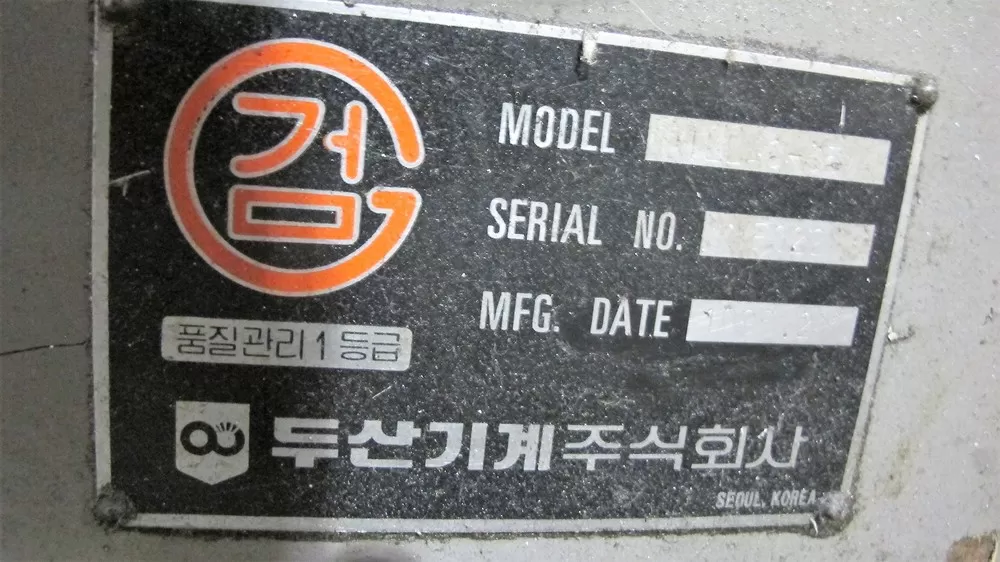 검
MODEL
SERIAL NO.
MFG. DATE
품질관리1등급
두산기계주식회사
SEOUL, KOREA